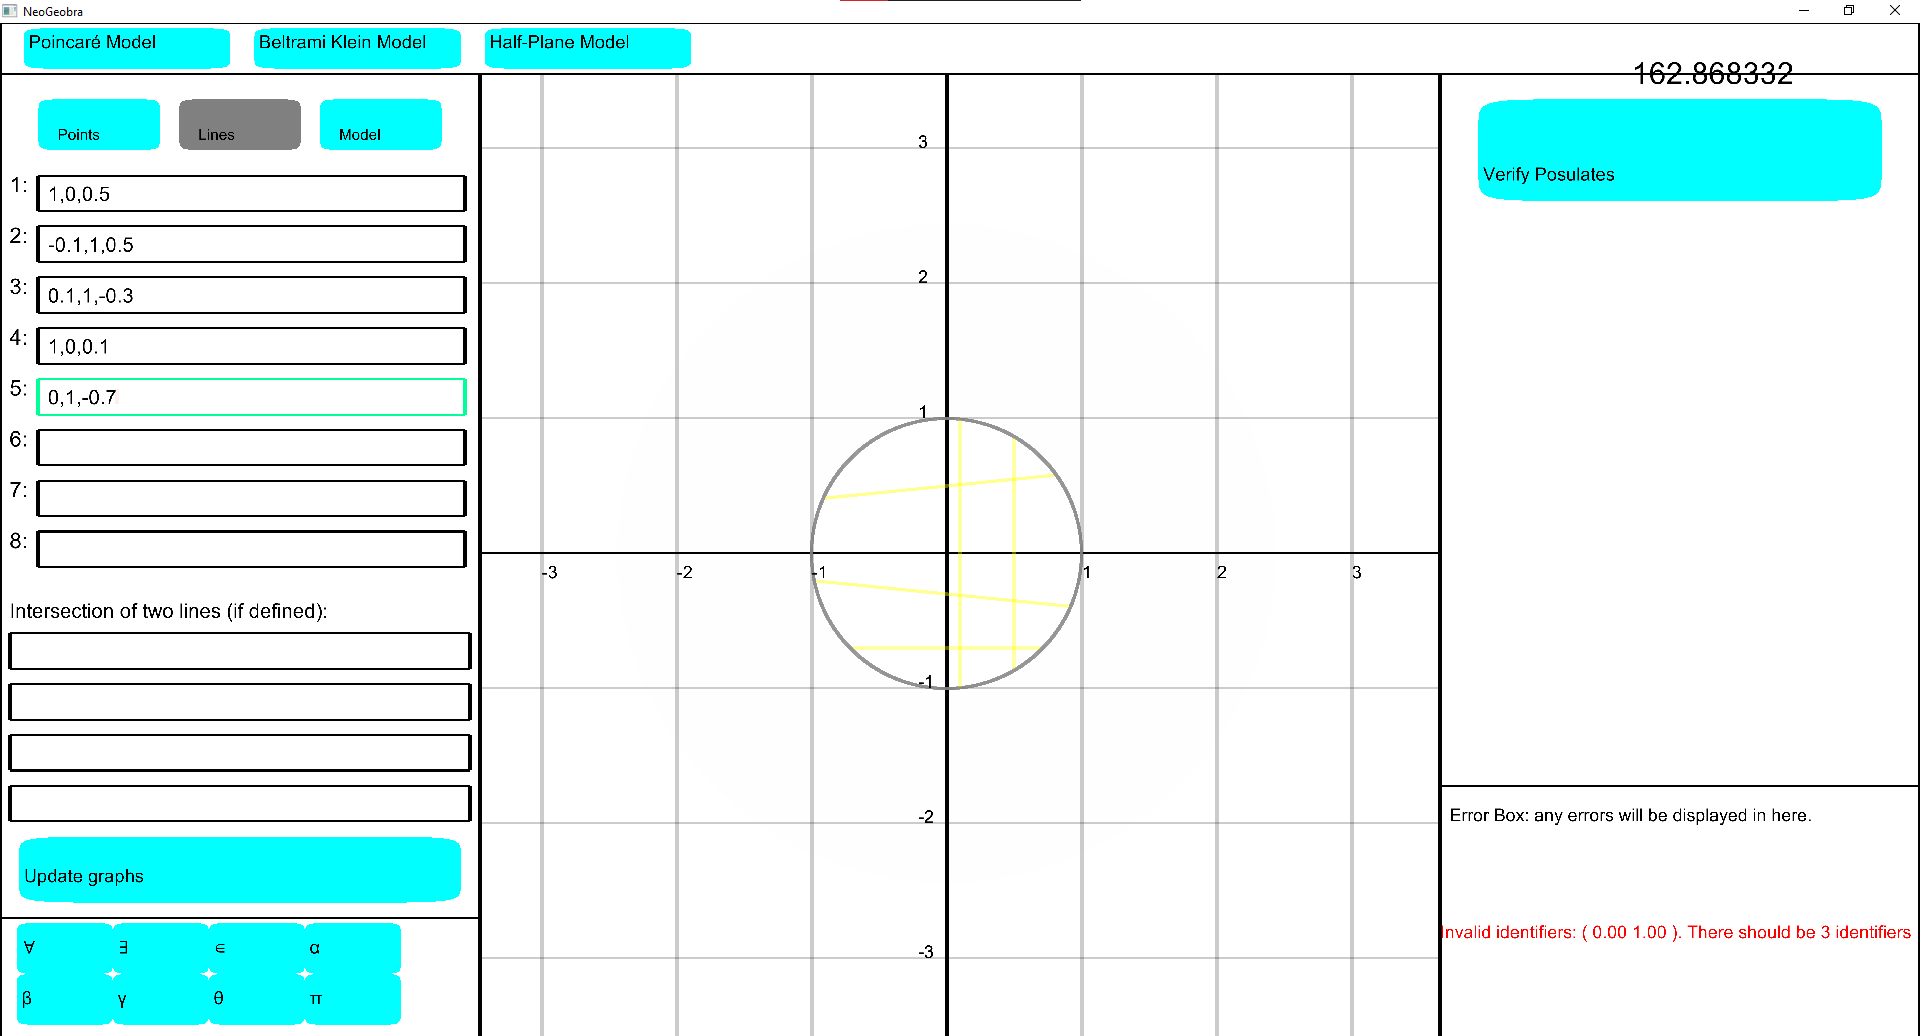 NeoGeobra
Poincaré Model
Beltrami Klein Model
Half-Plane Model
162.868332
Points
Lines
Model
1:
1,0,0.5
2:
-0.1,1,0.5
3:
0.1,1,-0.3
4:
1,0,0.1
5:
0,1,-0.7
6:
7:
8:
Intersection of two lines (if defined):
Update graphs
∀
∃
∈
α
β
γ
θ
π
3
2
1
-3
-2
-1
1
2
3
-1
-2
-3
Verify Posulates
Error Box: any errors will be displayed in here.
Invalid identifiers: ( 0.00 1.00 ). There should be 3 identifiers